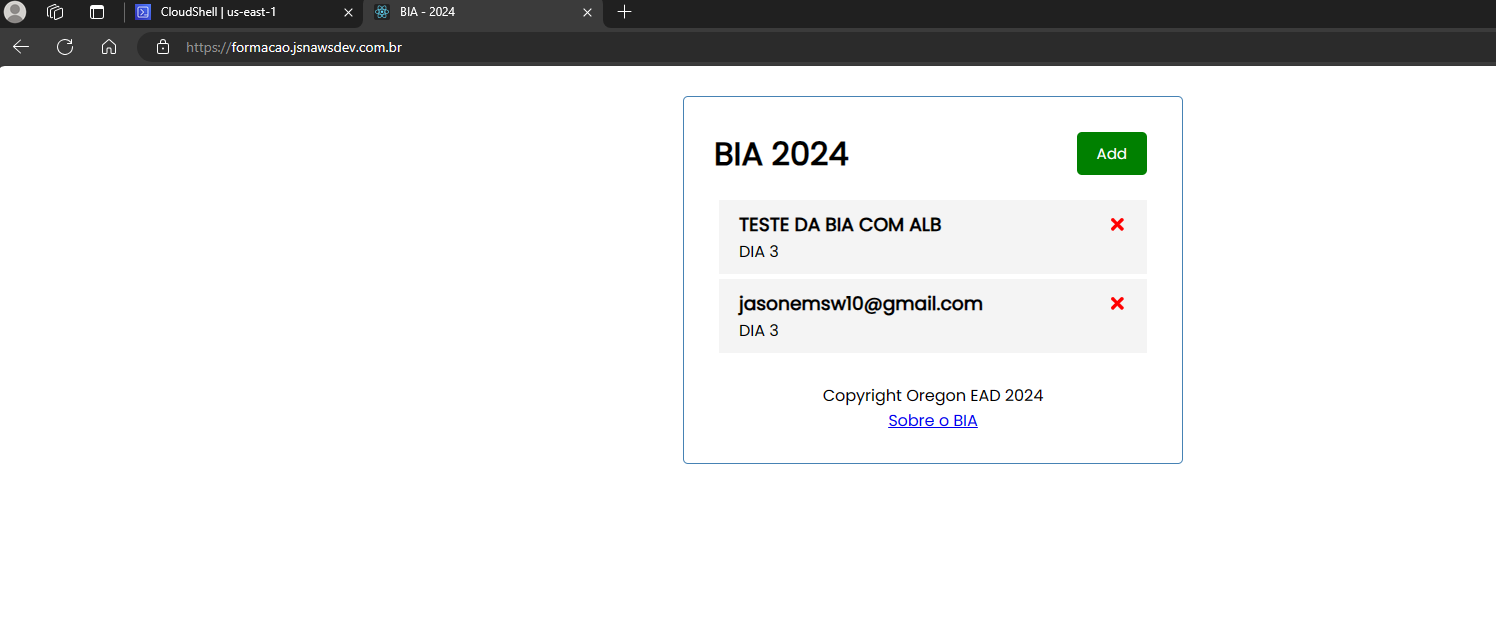 CloudShell | us-east-1
BIA - 2024
https://formacao.jsnawsdev.com.br
BIA 2024
Add
TESTE DA BIA COM ALB
DIA 3
jasonemsw10@gmail.com
DIA 3
Copyright Oregon EAD 2024
Sobre o BIA